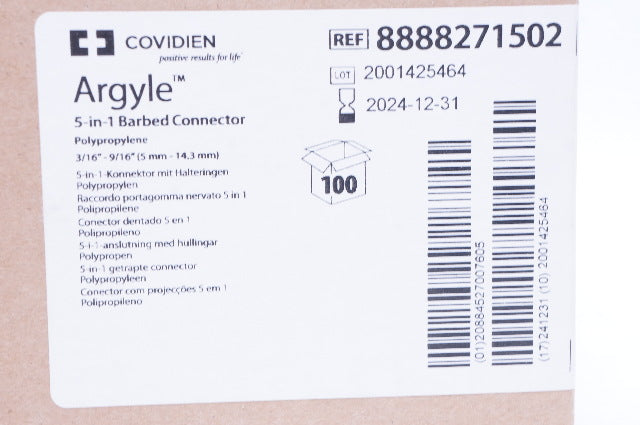 COVIDIEN
positive results for life
Argyle™
5-in-1 Barbed Connector
Polypropylene
3/16" - 9/16" (5 mm - 14.3 mm)
5-in-1-Konnektor mit Halteringen
Polypropylen
Raccordo portagomma nervato 5 in 1
Polipropilene
Conector dentado 5 en 1
Polipropileno
5-i-1-anslutning med hullingar
Polypropen
5-in-1 getrapte connector
Polypropyleen
Conector com projecções 5 em 1
Polipropileno
REF 8888271502
LOT 2001425464
2024-12-31
100
(01)20884527007605
(17)241231 (10) 2001425464